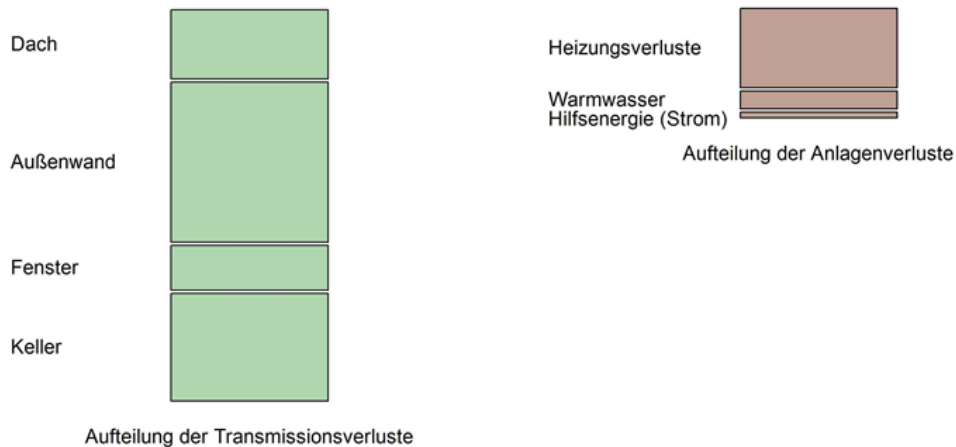 Dach
Außenwand
Fenster
Keller
Aufteilung der Transmissionsverluste
Heizungsverluste
Warmwasser
Hilfsenergie (Strom)
Aufteilung der Anlagenverluste